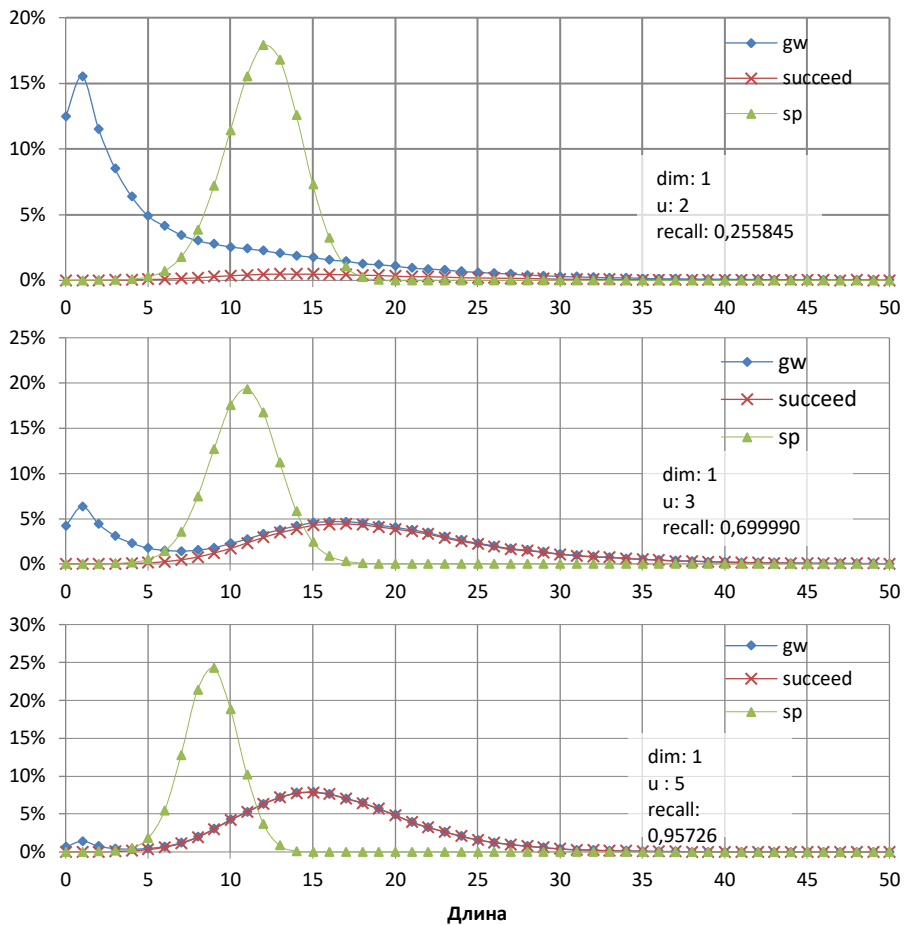 20%
15%
10%
5%
0%
gw
succeed
sp
dim: 1
u: 2
recall: 0,255845
0 5 10 15 20 25 30 35 40 45 50
25%
20%
15%
10%
5%
0%
gw
succeed
sp
dim: 1
u: 3
recall: 0,699990
0 5 10 15 20 25 30 35 40 45 50
30%
25%
20%
15%
10%
5%
0%
gw
succeed
sp
dim: 1
u : 5
recall:
0,95726
0 5 10 15 20 25 30 35 40 45 50
Длина